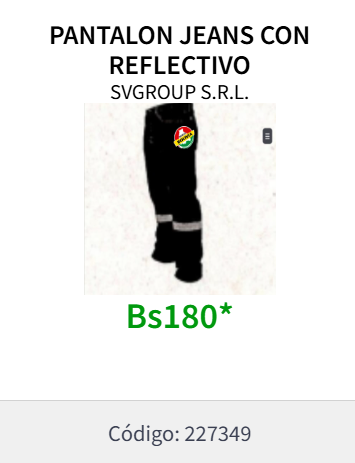 PANTALON JEANS CON
REFLECTIVO
SVGROUP S.R.L.
Bs180*
Código: 227349